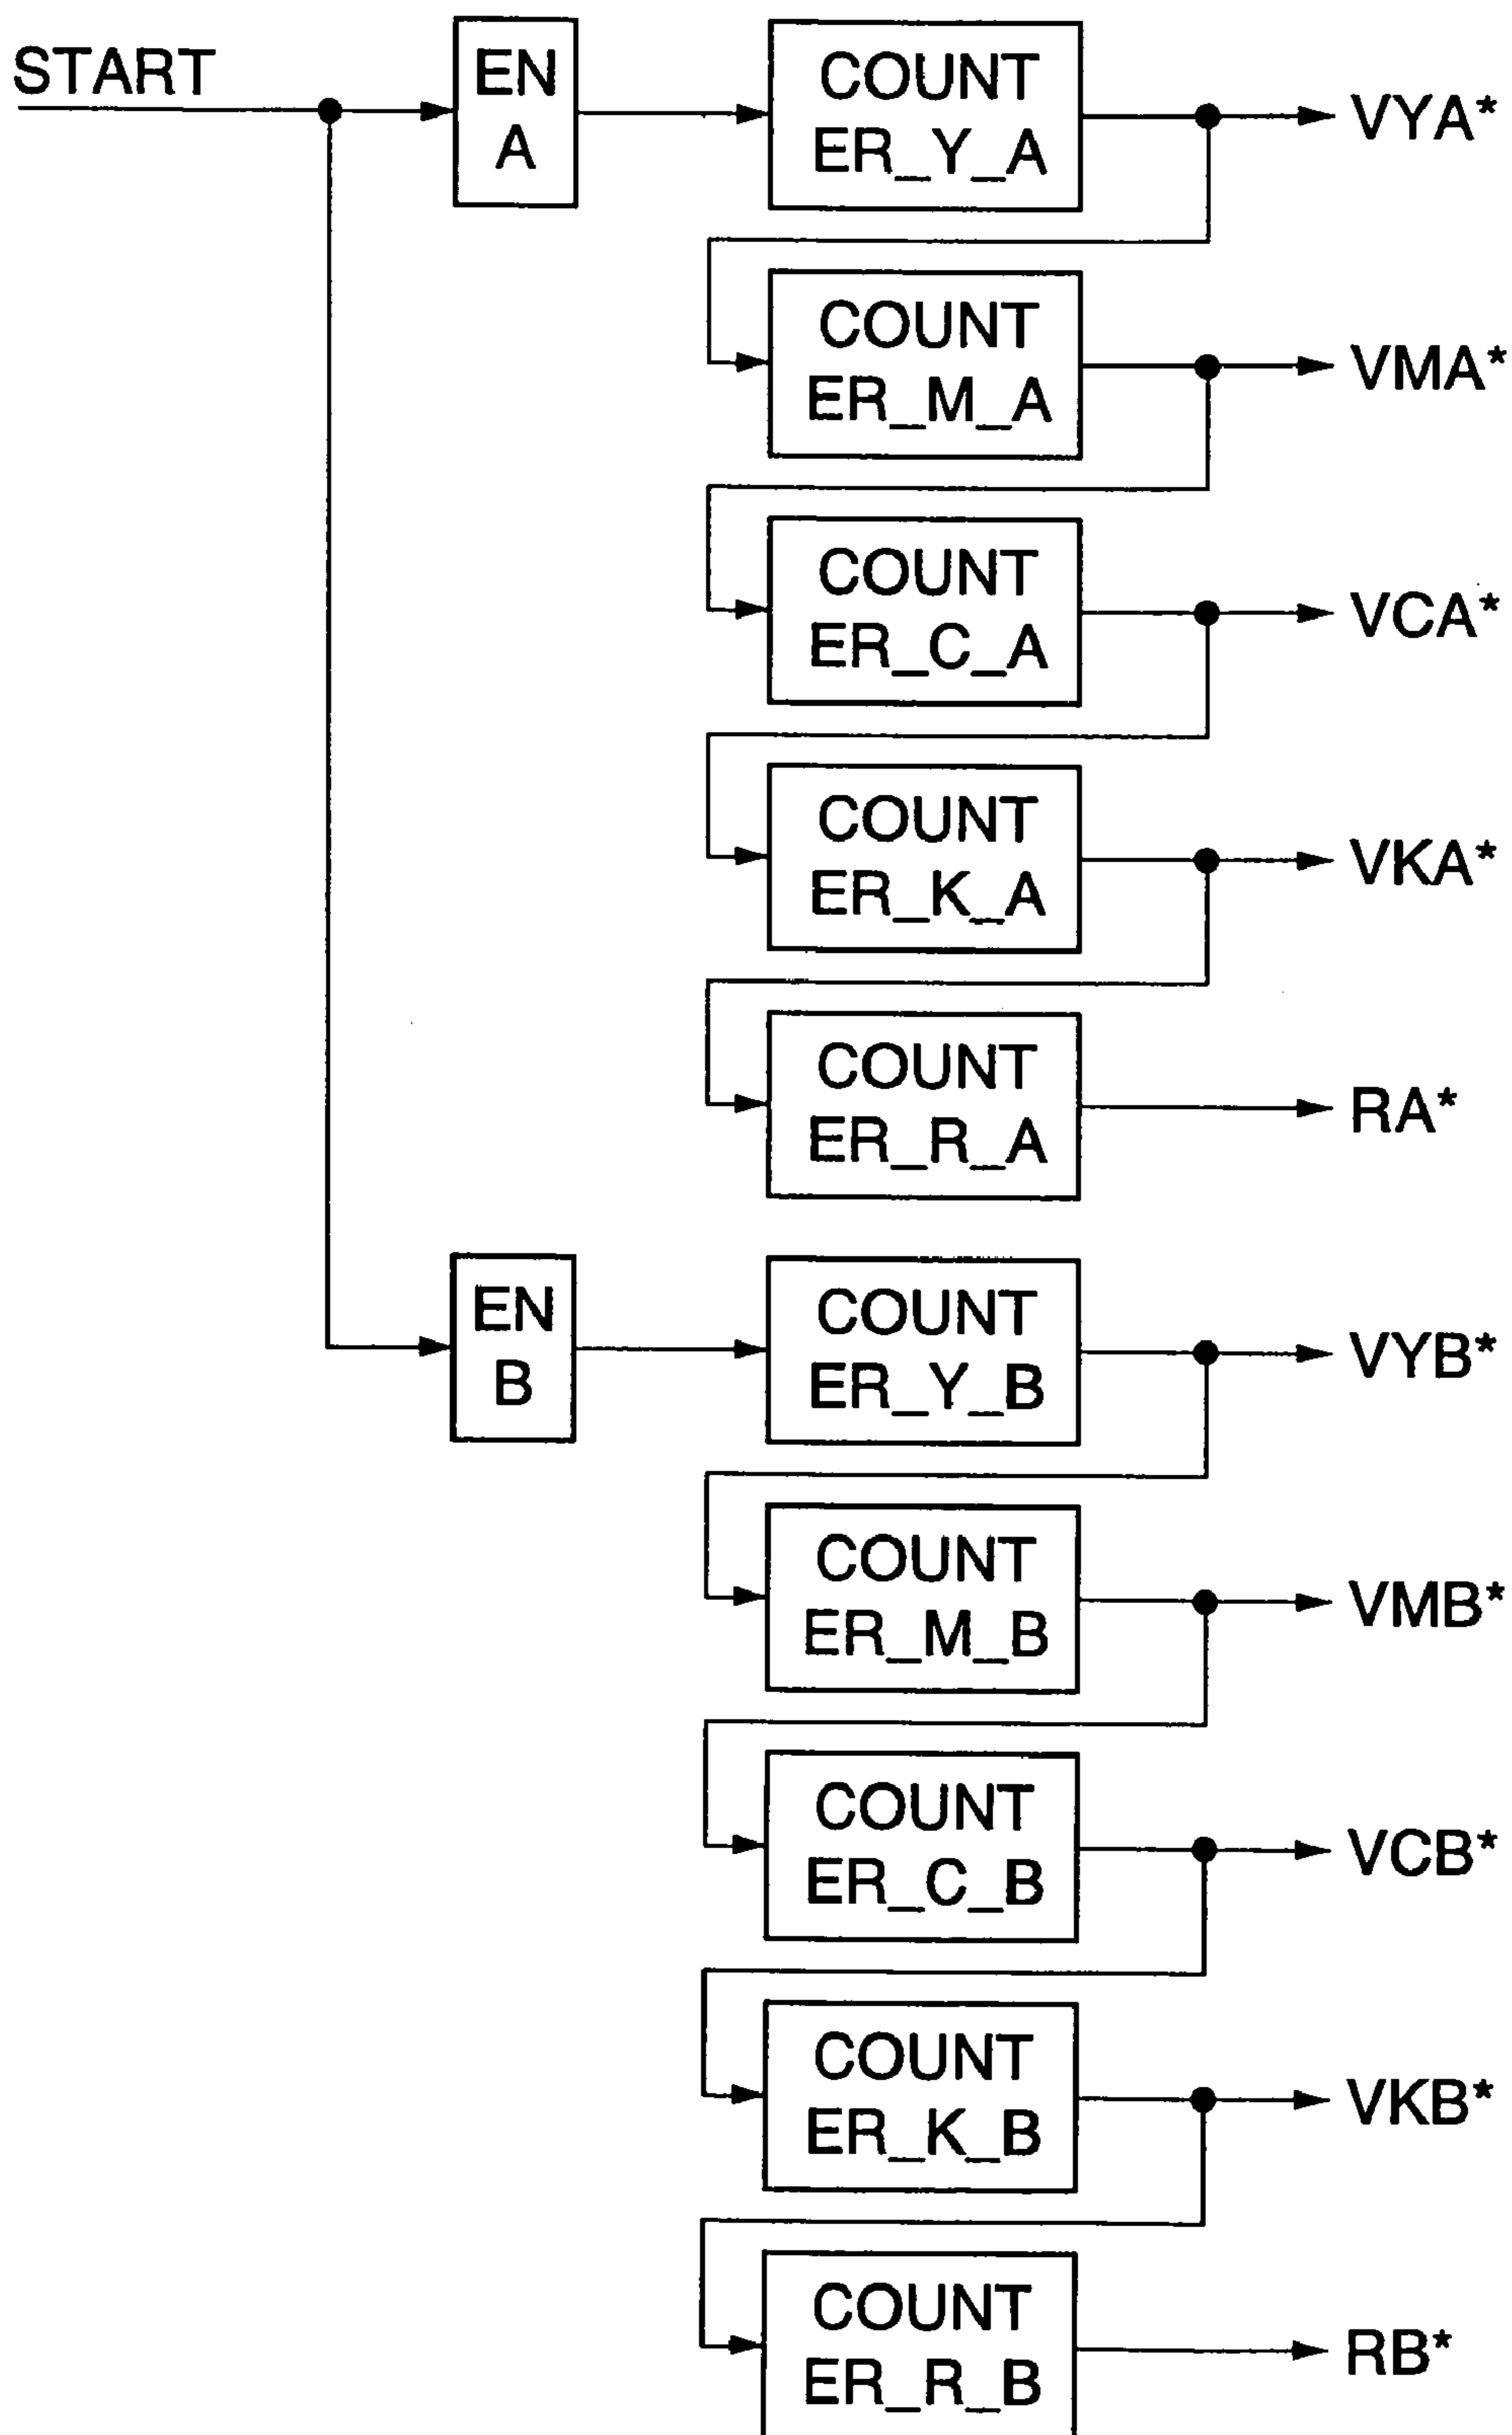 START
EN
A
COUNT
ER_Y_A
VYA*
COUNT
ER_M_A
VMA*
COUNT
ER_C_A
VCA*
COUNT
ER_K_A
VKA*
COUNT
ER_R_A
RA*
EN
B
COUNT
ER_Y_B
VYB*
COUNT
ER_M_B
VMB*
COUNT
ER_C_B
VCB*
COUNT
ER_K_B
VKB*
COUNT
ER_R_B
RB*